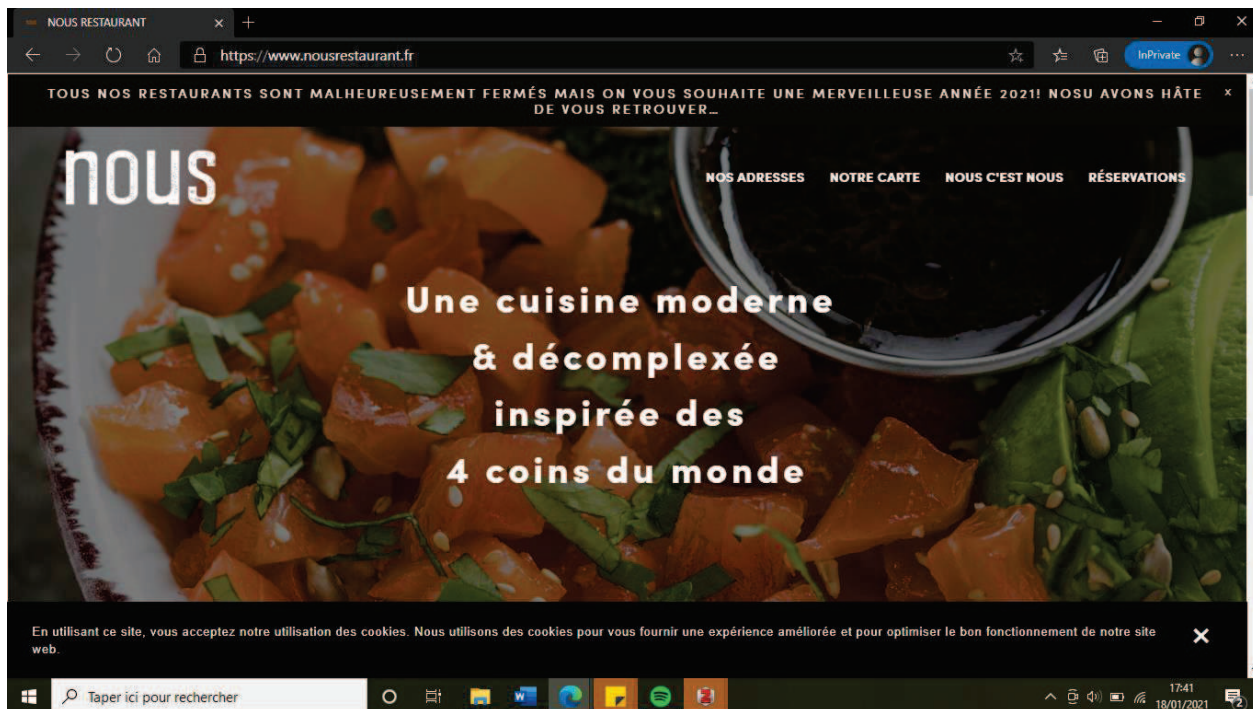 NOUS RESTAURANT
https://www.nousrestaurant.fr
InPrivate
TOUS NOS RESTAURANTS SONT MALHEUREUSEMENT FERMÉS MAIS ON VOUS SOUHAITE UNE MERVEILLEUSE ANNÉE 2021! NOSU AVONS HÂTE
DE VOUS RETROUVER…
nous
NOS ADRESSES NOTRE CARTE NOUS C'EST NOUS RÉSERVATIONS
Une cuisine moderne
& décomplexée
inspirée des
4 coins du monde
En utilisant ce site, vous acceptez notre utilisation des cookies. Nous utilisons des cookies pour vous fournir une expérience améliorée et pour optimiser le bon fonctionnement de notre site
web.
Taper ici pour rechercher
17:41
18/01/2021